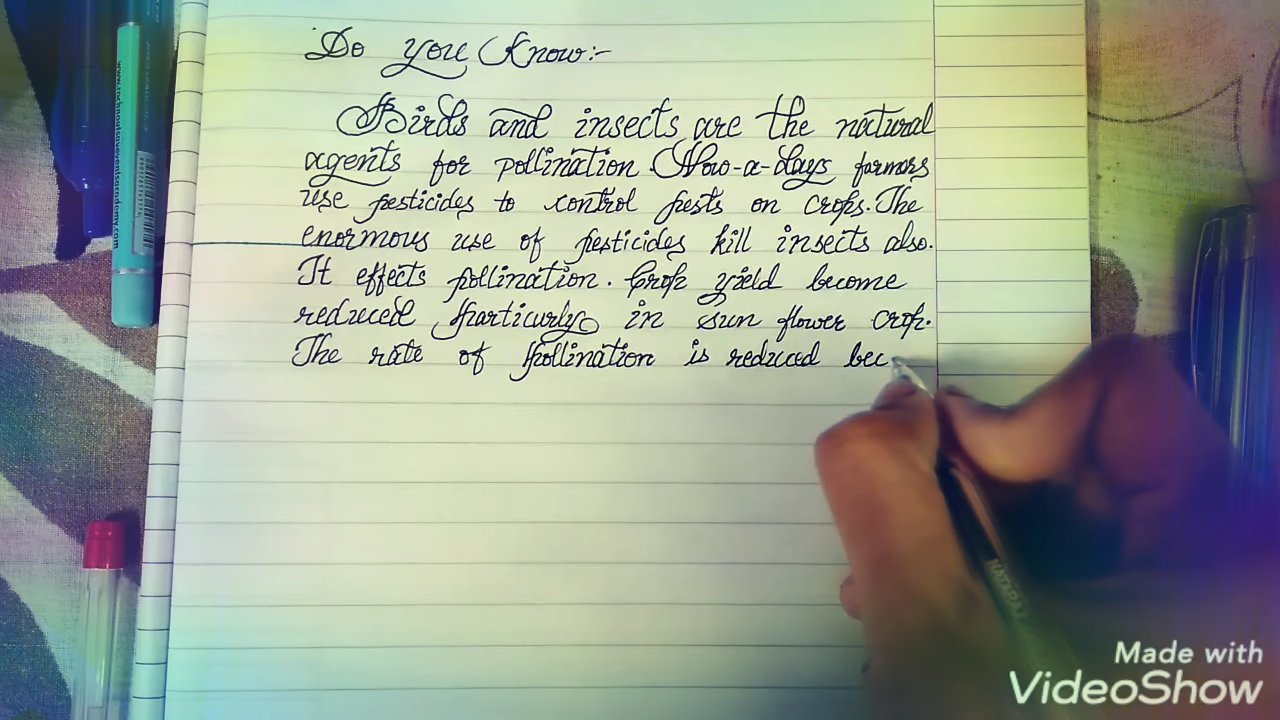 Do you Know:-
Birds and insects are the natural
agents for pollination. Now-a-days farmers
use pesticides to control pests on crops. The
enormous use of pesticides kill insects also.
It effects pollination. Crop yield become
reduced particurly in sun flower crop.
The rate of pollination is reduced bec
NATARAJ
Made with
VideoShow